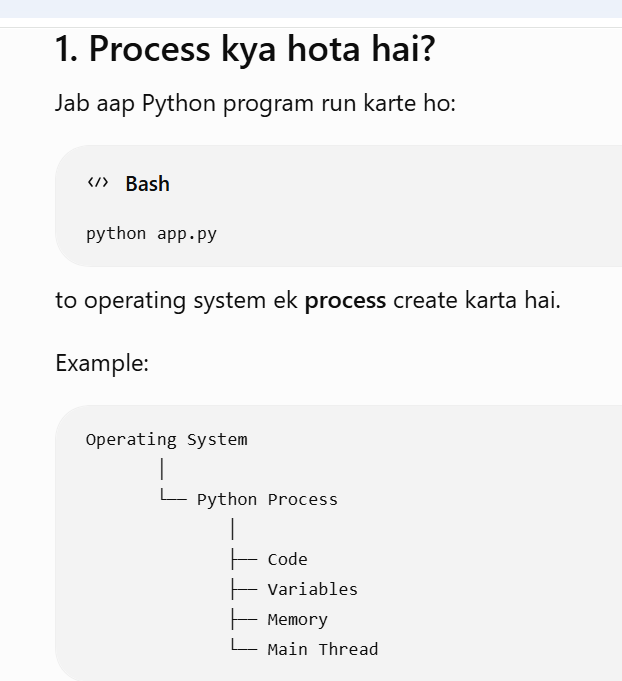 1. Process kya hota hai?
Jab aap Python program run karte ho:
</> Bash
python app.py
to operating system ek process create karta hai.
Example:
Operating System
│
└── Python Process
│
├── Code
├── Variables
├── Memory
└── Main Thread